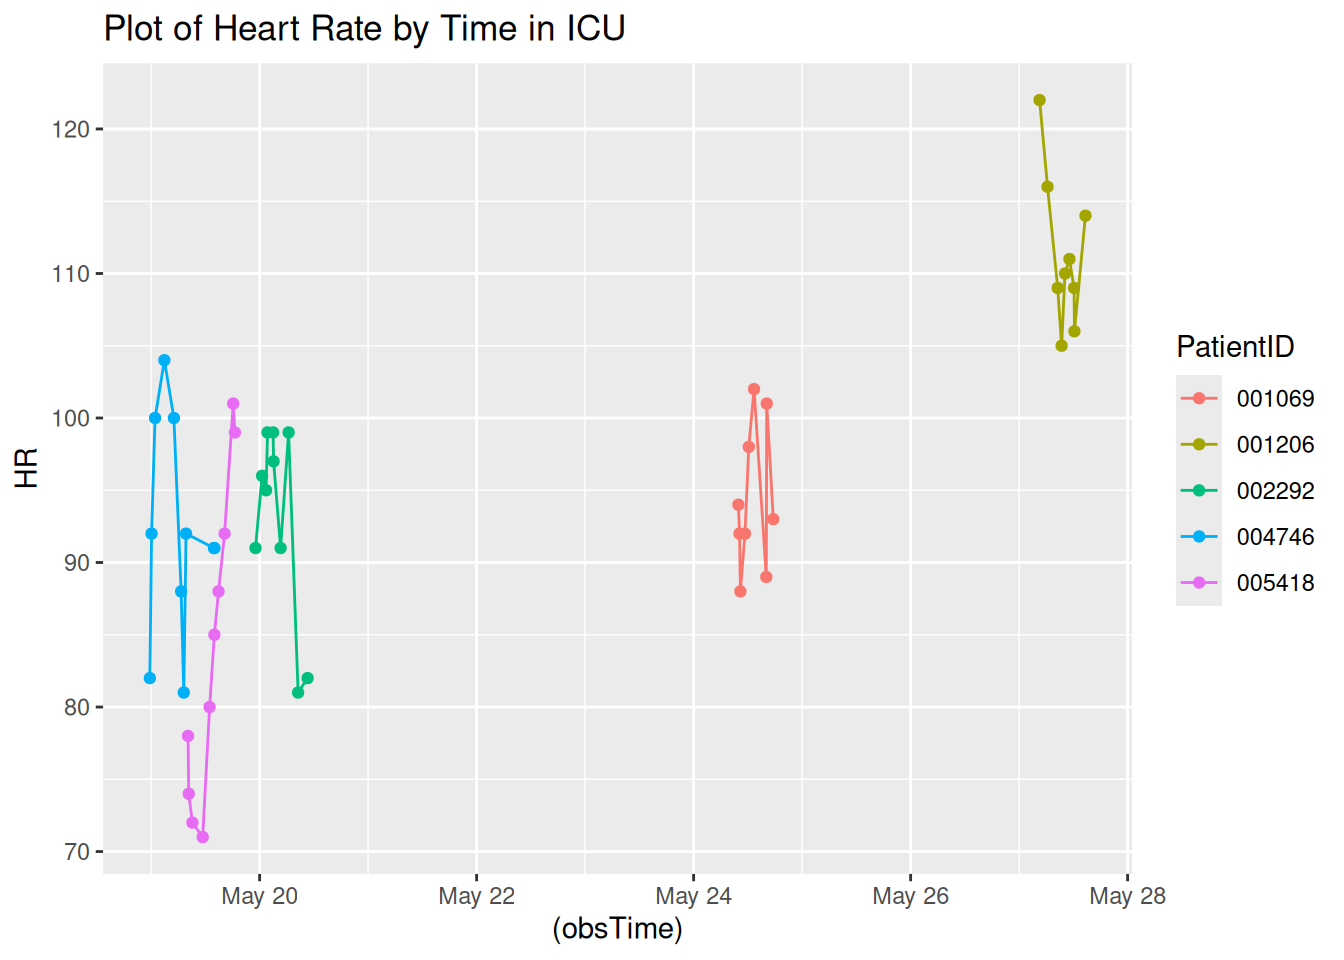 Plot of Heart Rate by Time in ICU
120
110
100
90
80
70
HR
May 20
May 22
May 24
May 26
May 28
(obsTime)
PatientID
001069
001206
002292
004746
005418